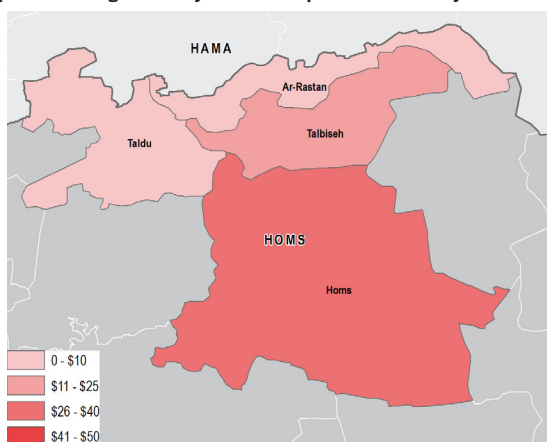 HAMA
Ar-Rastan
Taldu
Talbiseh
HOMS
Homs
0 - $10
$11 - $25
$26 - $40
$41 - $50